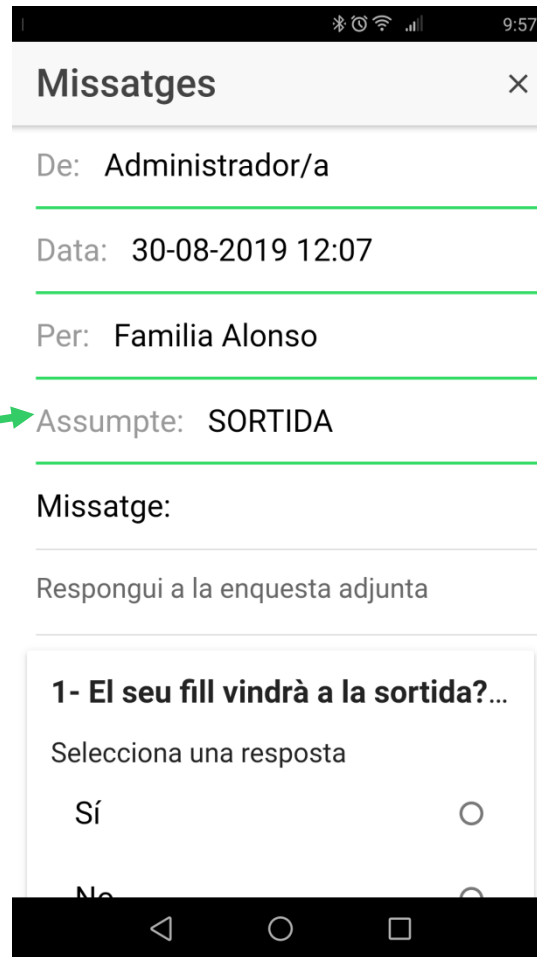 9:57
Missatges
De: Administrador/a
Data: 30-08-2019 12:07
Per: Familia Alonso
Assumpte: SORTIDA
Missatge:
Respongui a la enquesta adjunta
1- El seu fill vindrà a la sortida?...
Selecciona una resposta
Sí
No